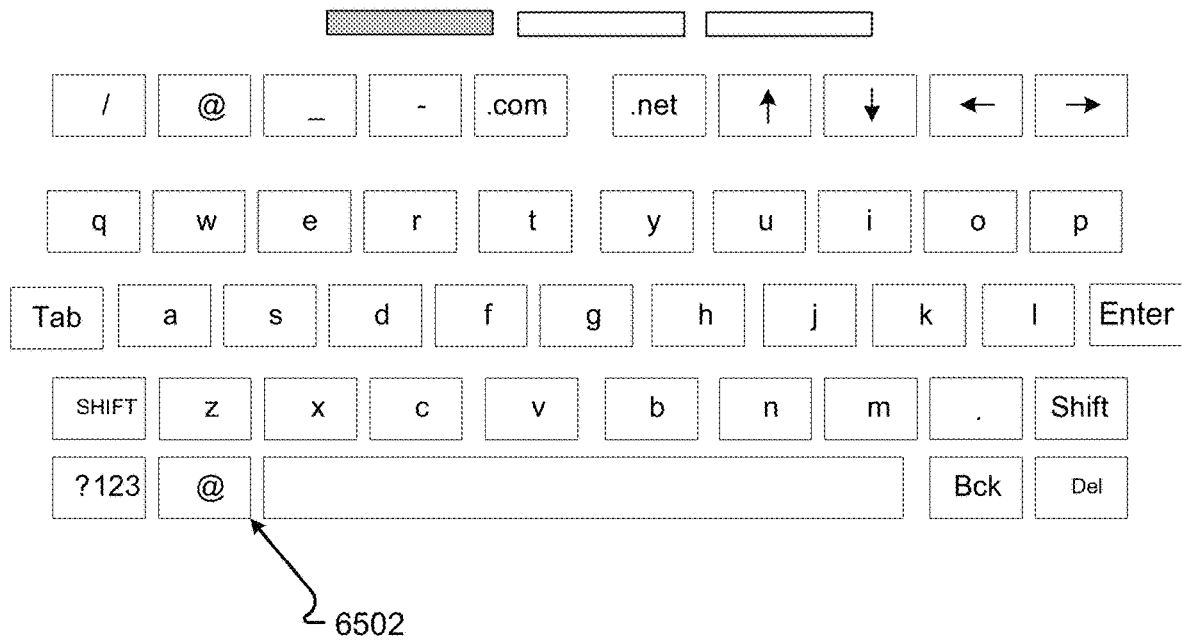 / @ _ - .com .net ↑ ↓ ← →
q w e r t y u i o p
Tab a s d f g h j k l Enter
SHIFT z x c v b n m . Shift
?123 @ Bck Del
6502